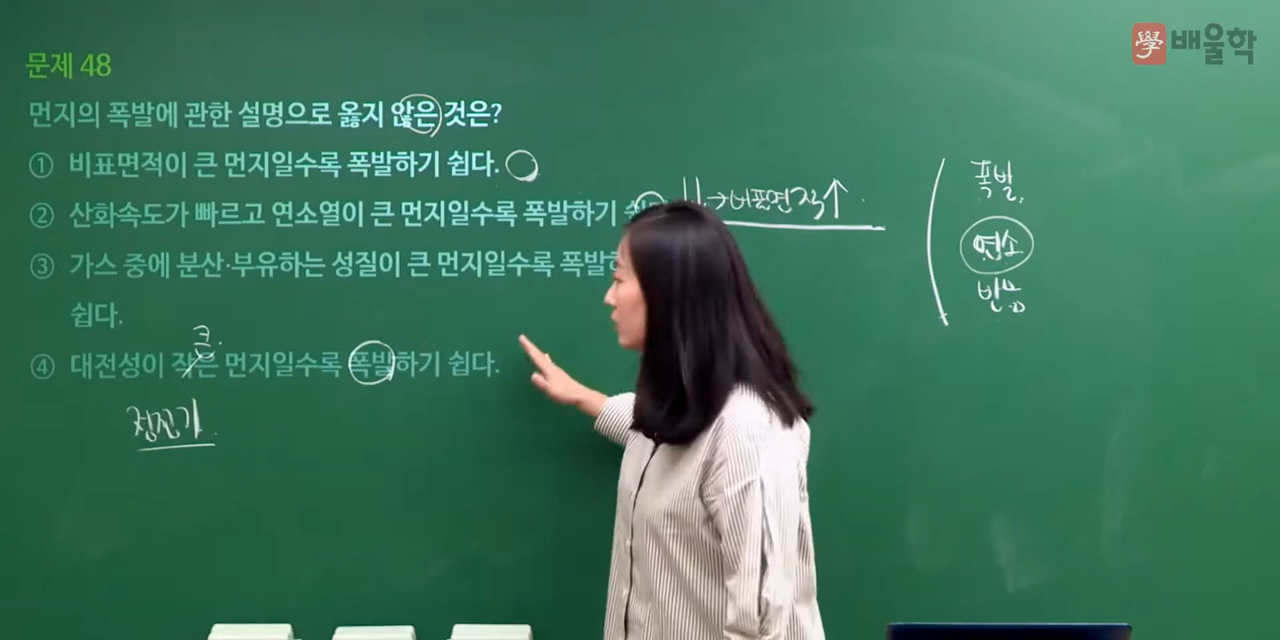 學 배울학
문제 48
먼지의 폭발에 관한 설명으로 옳지 않은 것은?
① 비표면적이 큰 먼지일수록 폭발하기 쉽다.
② 산화속도가 빠르고 연소열이 큰 먼지일수록 폭발하기
③ 가스 중에 분산·부유하는 성질이 큰 먼지일수록
쉽다.
큰
④ 대전성이 작은 먼지일수록 폭발하기 쉽다.
정전기
→비표면적↑
폭발
연소
반응